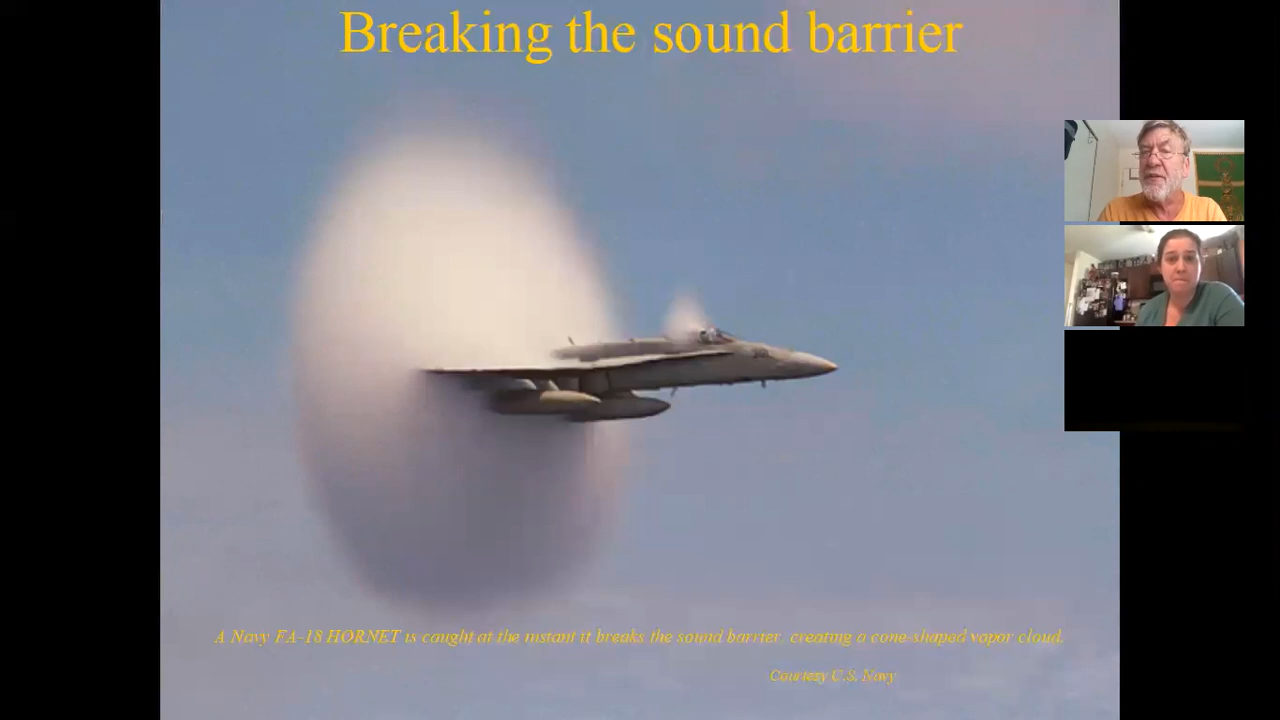 Breaking the sound barrier
A Navy FA-18 HORNET is caught at the instant it breaks the sound barrier, creating a cone-shaped vapor cloud.
Courtesy U.S. Navy